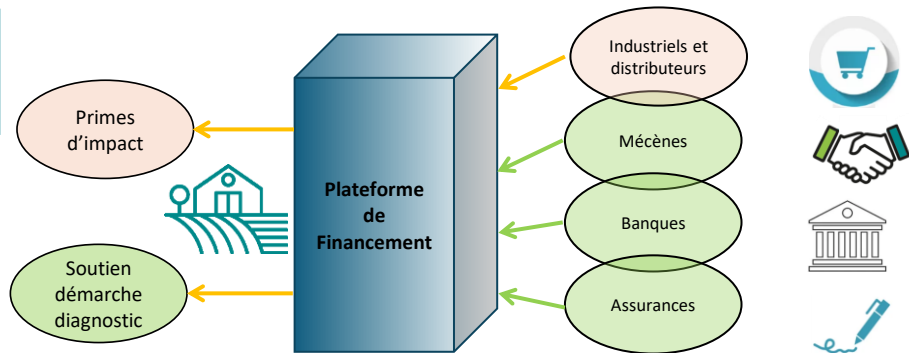 Primes
d'impact
Soutien
démarche
diagnostic
Plateforme
de
Financement
Industriels et
distributeurs
Mécènes
Banques
Assurances